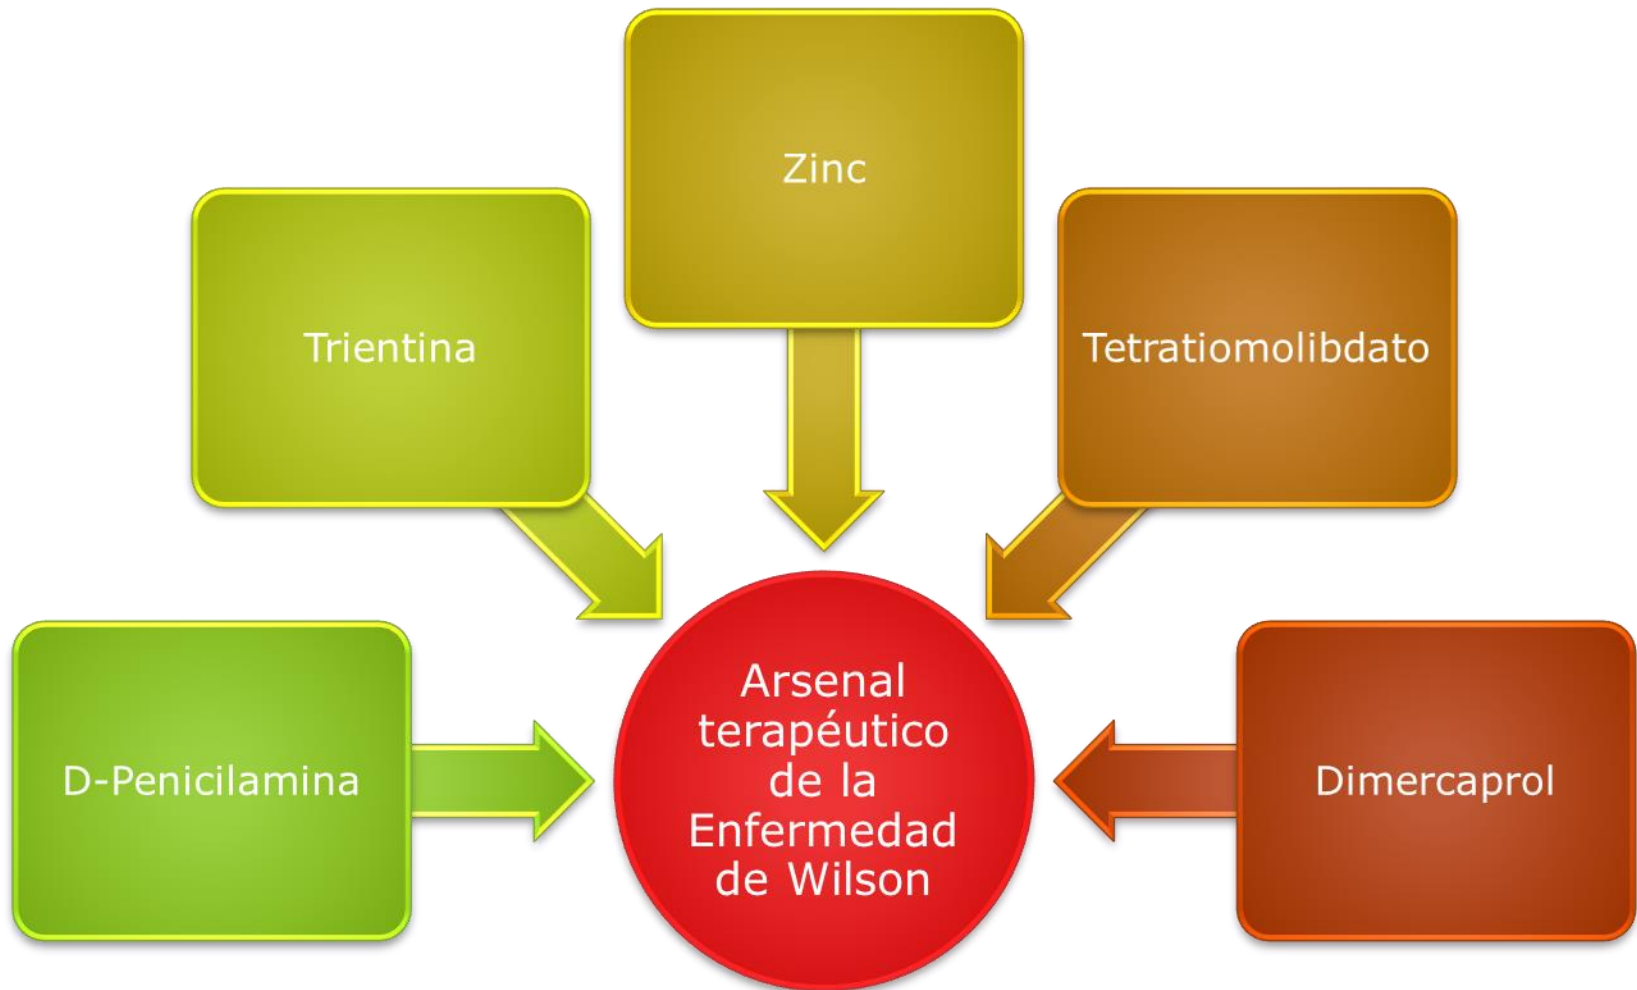 Zinc
Trientina
Tetratiomolibdato
D-Penicilamina
Arsenal
terapéutico
de la
Enfermedad
de Wilson
Dimercaprol